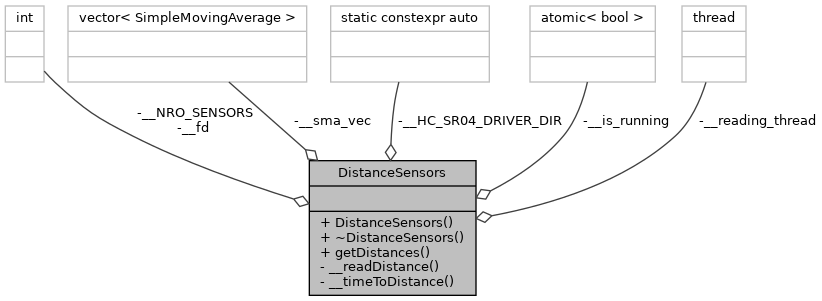 int
vector< SimpleMovingAverage >
static constexpr auto
atomic< bool >
thread
-__NRO_SENSORS
-__fd
-__sma_vec
-__HC_SR04_DRIVER_DIR
-__is_running
-__reading_thread
DistanceSensors
+ DistanceSensors()
+ ~DistanceSensors()
+ getDistances()
- __readDistance()
- __timeToDistance()